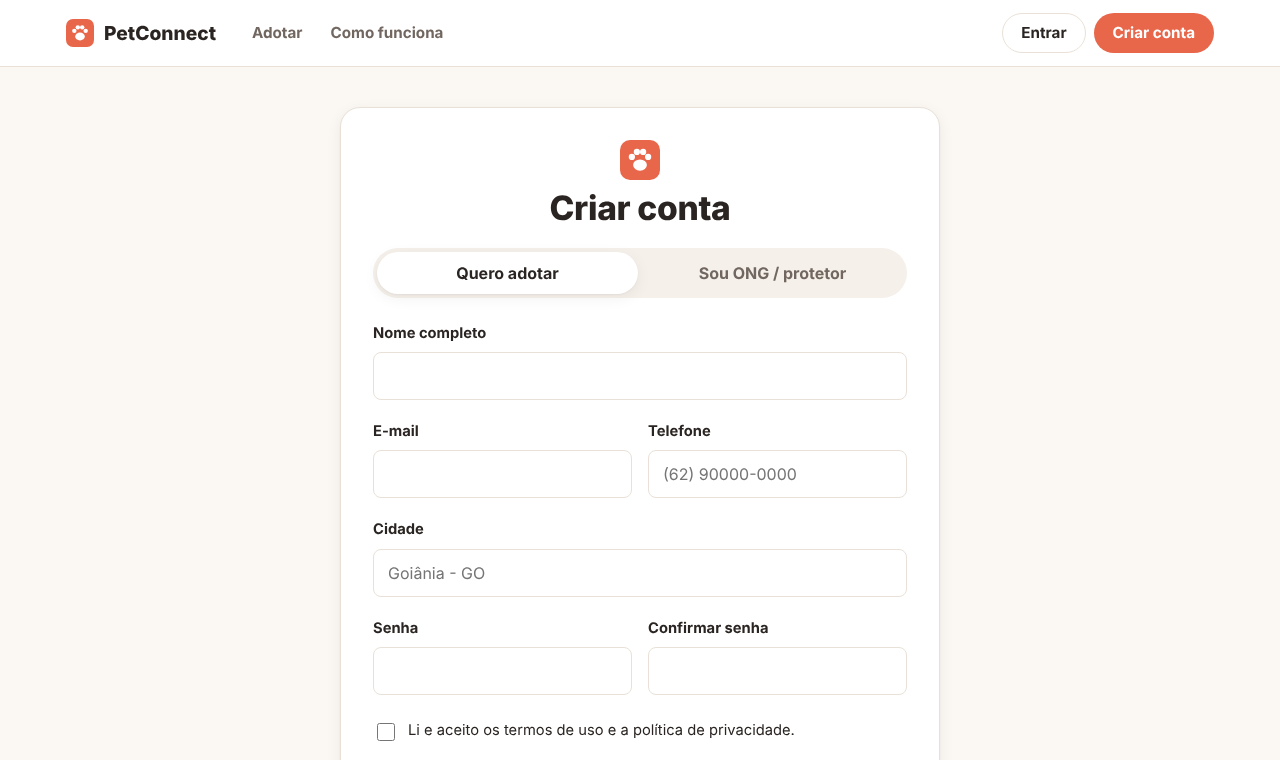 PetConnect Adotar Como funciona Entrar Criar conta
Criar conta
Quero adotar Sou ONG / protetor
Nome completo
E-mail Telefone
(62) 90000-0000
Cidade
Goiânia - GO
Senha Confirmar senha
Li e aceito os termos de uso e a política de privacidade.